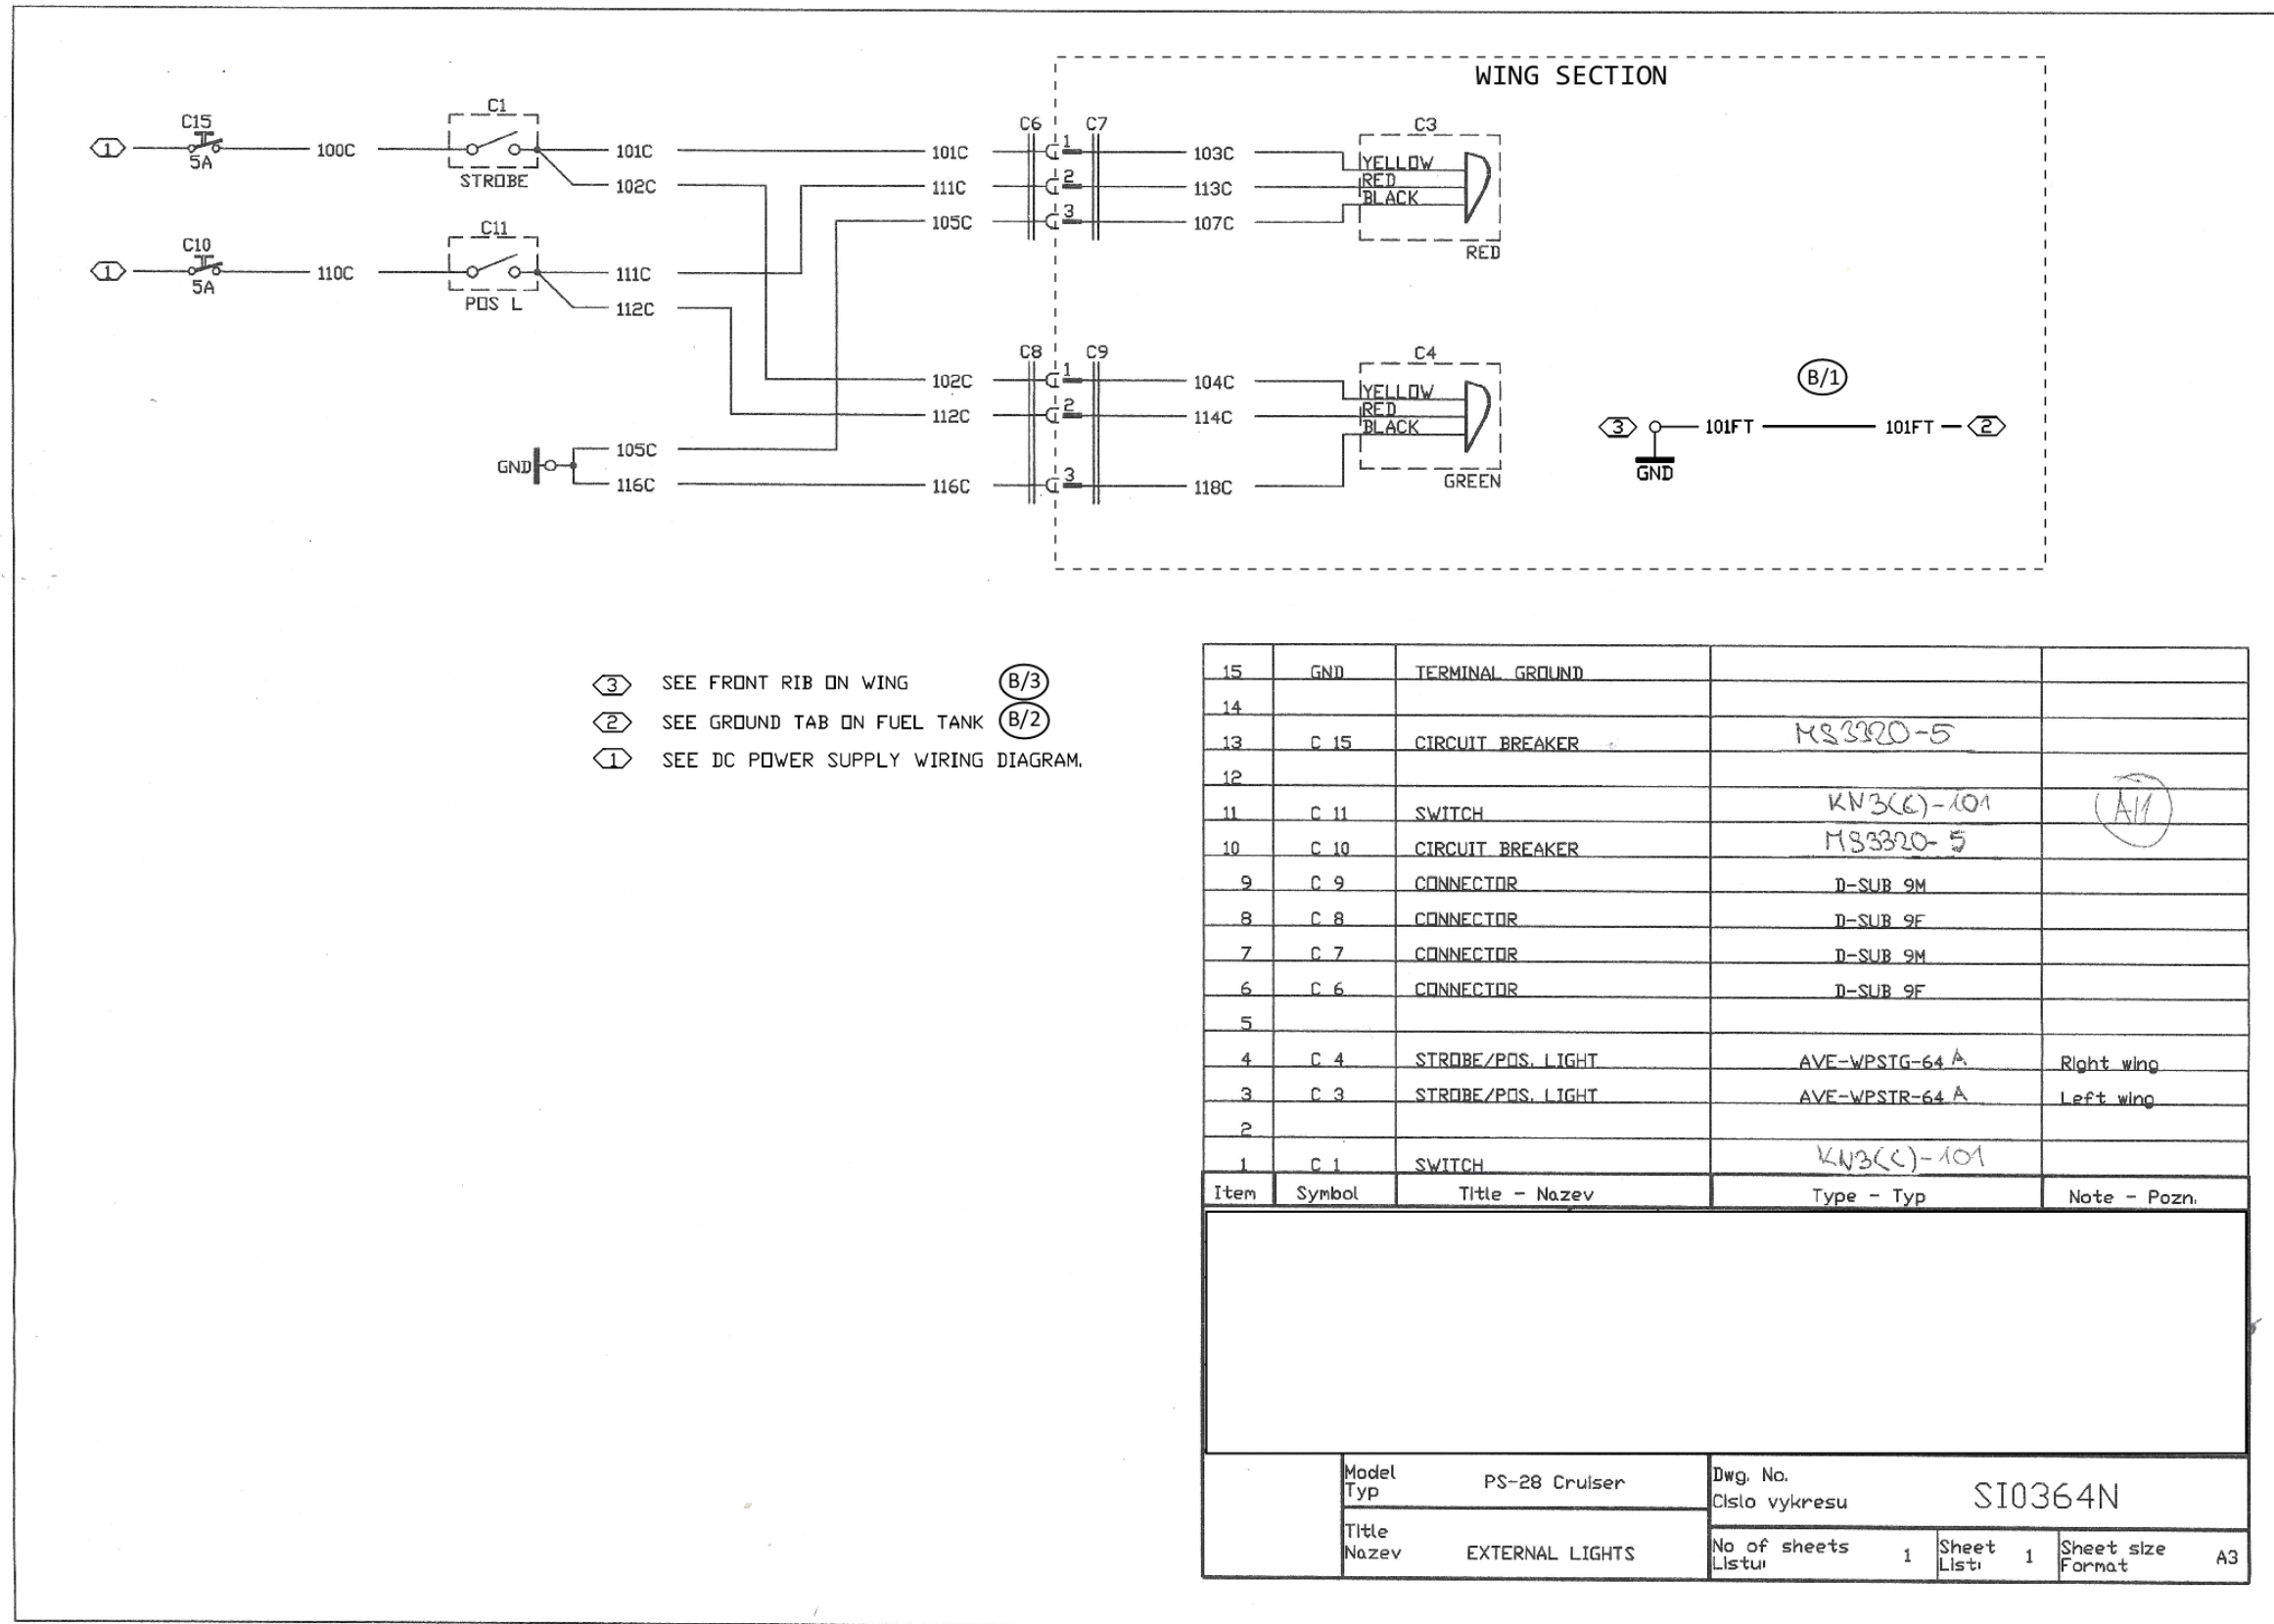 WING SECTION
C15
5A
1
100C
C1
STROBE
101C
102C
C10
5A
1
110C
C11
POS L
111C
112C
101C
111C
105C
C6
C7
1
2
3
103C
113C
107C
C3
YELLOW
RED
BLACK
RED
102C
112C
116C
C8
C9
1
2
3
104C
114C
118C
C4
YELLOW
RED
BLACK
GREEN
GND
105C
116C
B/1
3
101FT
101FT
2
GND
3 SEE FRONT RIB ON WING B/3
2 SEE GROUND TAB ON FUEL TANK B/2
1 SEE DC POWER SUPPLY WIRING DIAGRAM.
15 GND TERMINAL GROUND
14
13 C 15 CIRCUIT BREAKER MS3320-5
12
11 C 11 SWITCH KN3(C)-101 A/1
10 C 10 CIRCUIT BREAKER MS3320-5
9 C 9 CONNECTOR D-SUB 9M
8 C 8 CONNECTOR D-SUB 9F
7 C 7 CONNECTOR D-SUB 9M
6 C 6 CONNECTOR D-SUB 9F
5
4 C 4 STROBE/POS. LIGHT AVE-WPSTG-64 A Right wing
3 C 3 STROBE/POS. LIGHT AVE-WPSTR-64 A Left wing
2
1 C 1 SWITCH KN3(C)-101
Item Symbol Title - Nazev Type - Typ Note - Pozn.
Model
Typ
PS-28 Cruiser
Dwg. No.
Cislo vykresu
SI0364N
Title
Nazev
EXTERNAL LIGHTS
No of sheets
Listu
1
Sheet
List
1
Sheet size
Format
A3